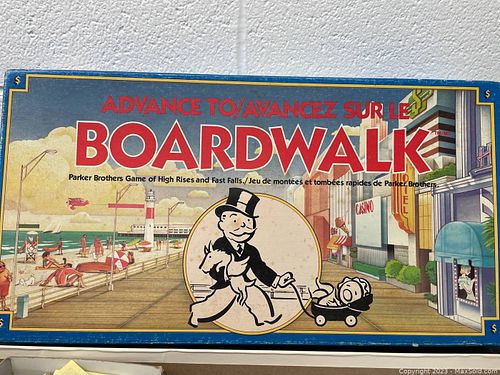 $ $
ADVANCE TO/AVANCEZ SUR LE
BOARDWALK
Parker Brothers Game of High Rises and Fast Falls./Jeu de montées et tombées rapides de Parker Brothers.
CASINO
HOTEL
$ $
Copyright 2023 - MaxSold.com